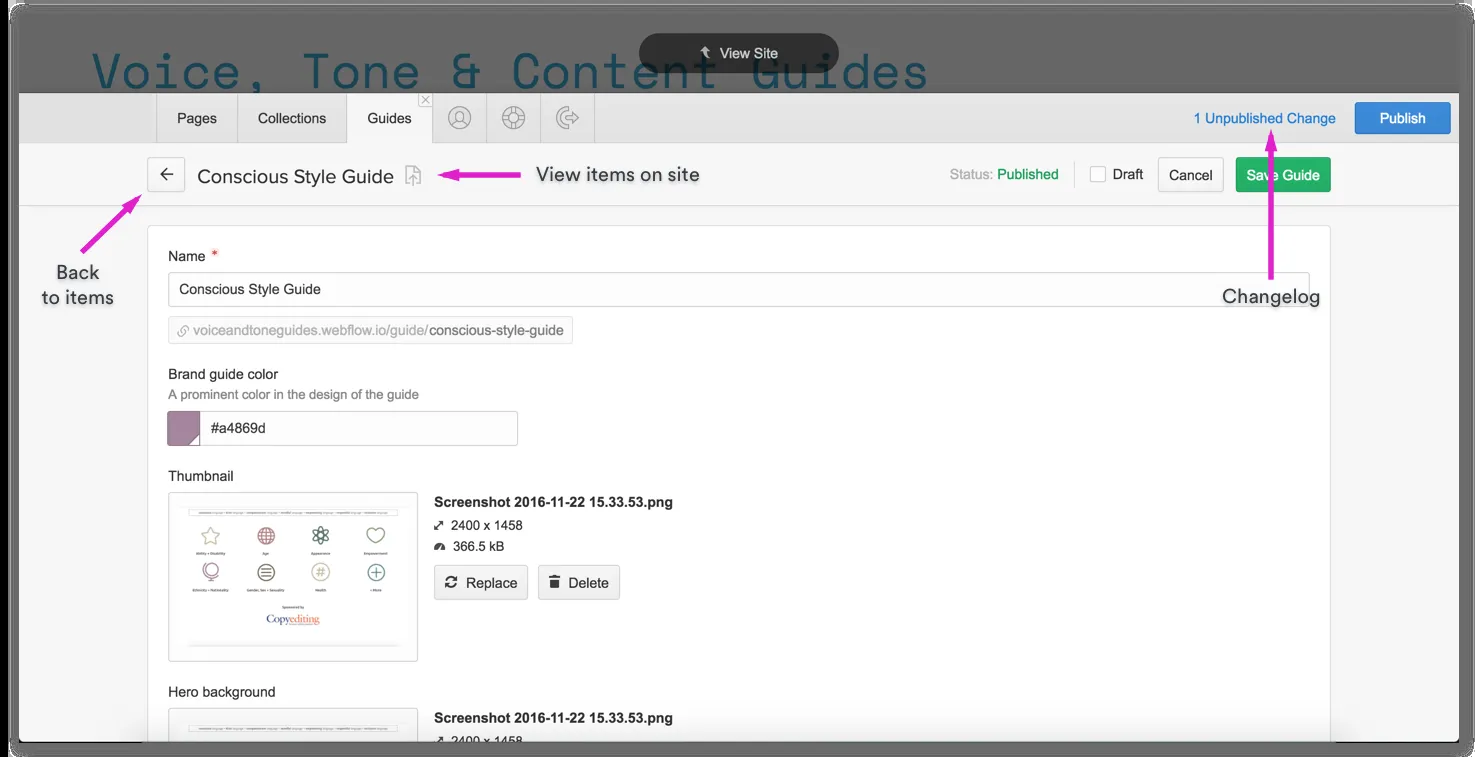 Voice, Tone & Content Guides
View Site
Pages
Collections
Guides
1 Unpublished Change
Publish
Conscious Style Guide
View items on site
Status: Published
Draft
Cancel
Save Guide
Back
to items
Changelog
Name *
Conscious Style Guide
voiceandtoneguides.webflow.io/guide/conscious-style-guide
Brand guide color
A prominent color in the design of the guide
#a4869d
Thumbnail
Ability + Disability
Age
Appearance
Empowerment
Ethnicity + Nationality
Gender, Sex + Sexuality
Health
+ More
Sponsored by
Copyediting
Screenshot 2016-11-22 15.33.53.png
2400 x 1458
366.5 kB
Replace
Delete
Hero background
Screenshot 2016-11-22 15.33.53.png
2400 x 1458